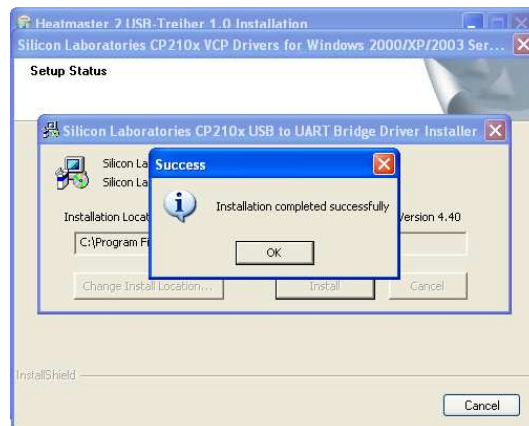 Heatmaster 2 USB-Treiber 1.0 Installation
Silicon Laboratories CP210x VCP Drivers for Windows 2000/XP/2003 Ser...
Setup Status
Silicon Laboratories CP210x USB to UART Bridge Driver Installer
Silicon La
Silicon La
Success
Installation completed successfully
OK
Installation Locat
Version 4.40
C:\Program Fi
Change Install Location...
Install
Cancel
InstallShield
Cancel